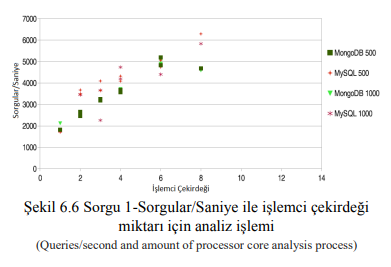 7000
6000
5000
4000
3000
2000
1000
0
Sorgular/Saniye
0 2 4 6 8 10 12 14
İşlemci Çekirdeği
MongoDB 500
MySQL 500
MongoDB 1000
MySQL 1000
Şekil 6.6 Sorgu 1-Sorgular/Saniye ile işlemci çekirdeği
miktarı için analiz işlemi
(Queries/second and amount of processor core analysis process)